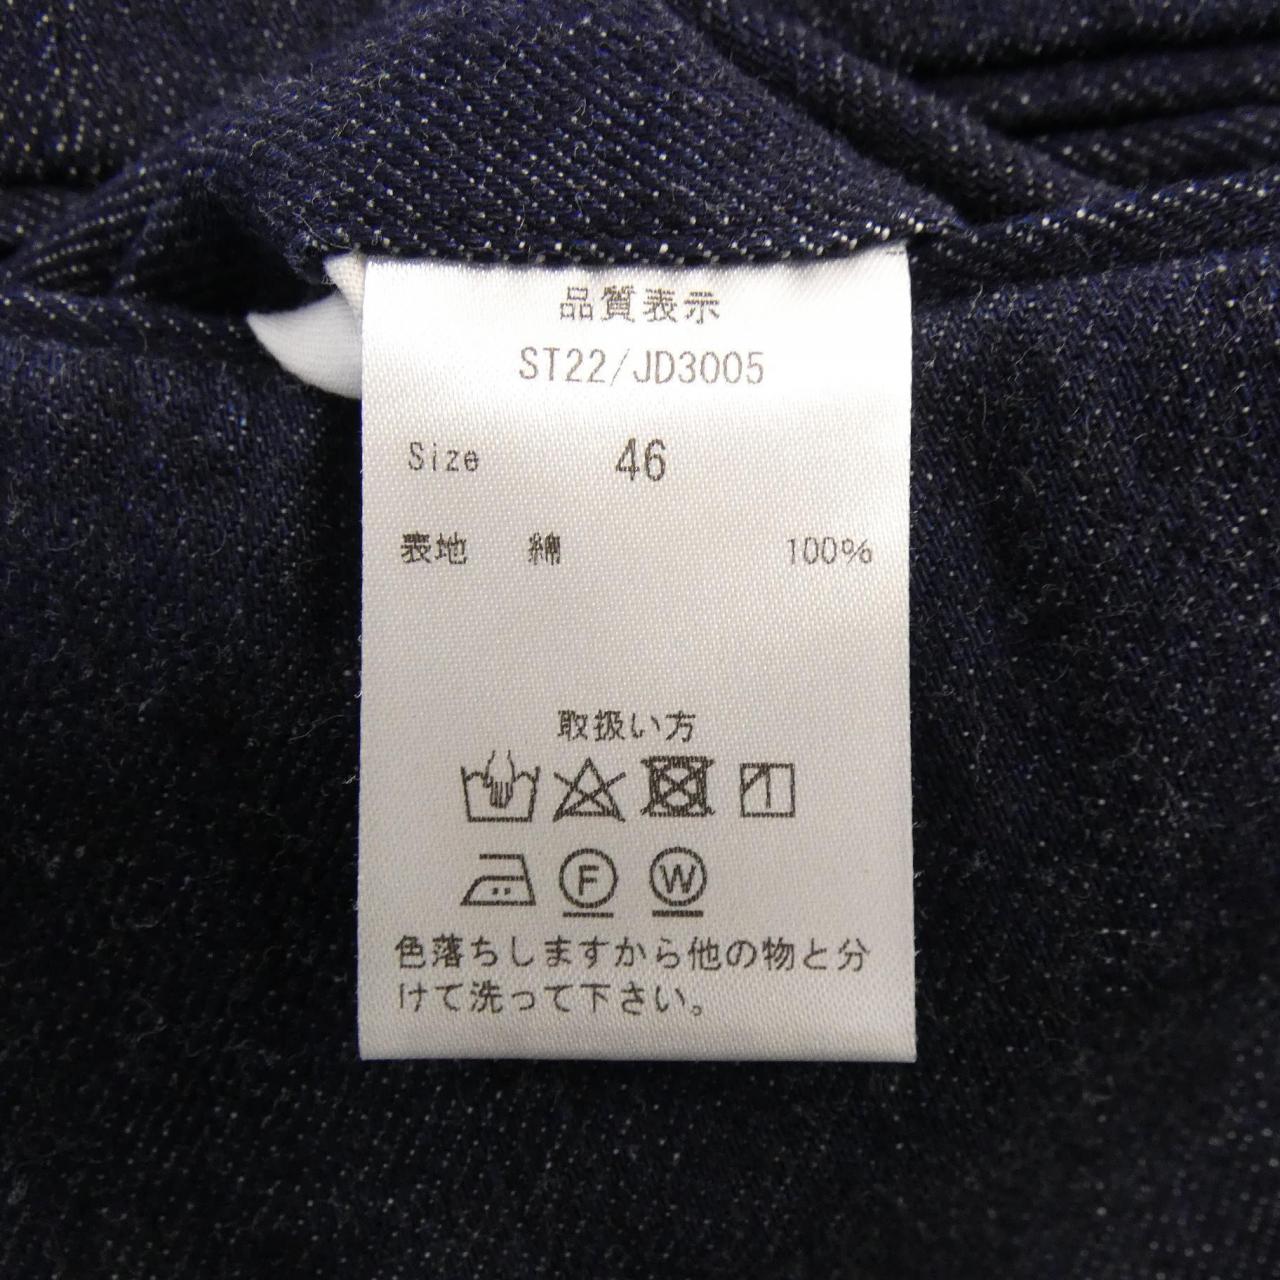 品質表示
ST22/JD3005
Size 46
表地 綿 100%
取扱い方
F W
色落ちしますから他の物と分
けて洗って下さい。